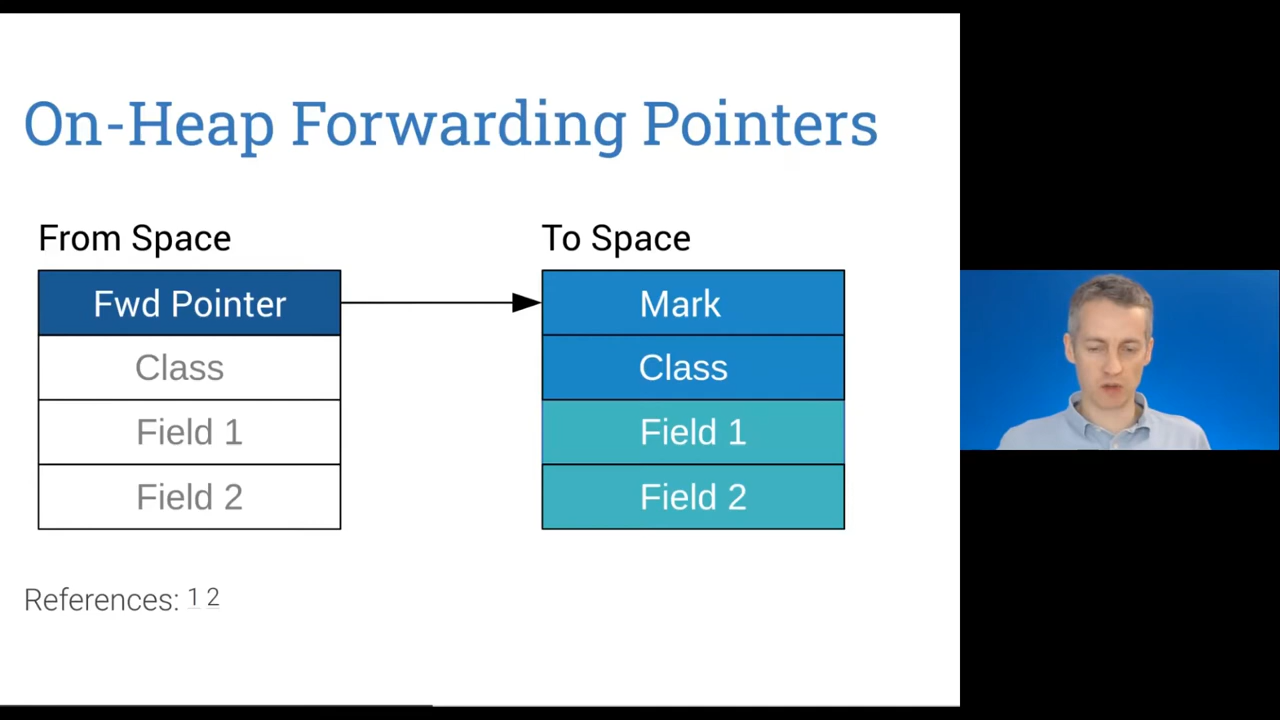 On-Heap Forwarding Pointers
From Space
To Space
Fwd Pointer
Mark
Class
Class
Field 1
Field 1
Field 2
Field 2
References: 1 2